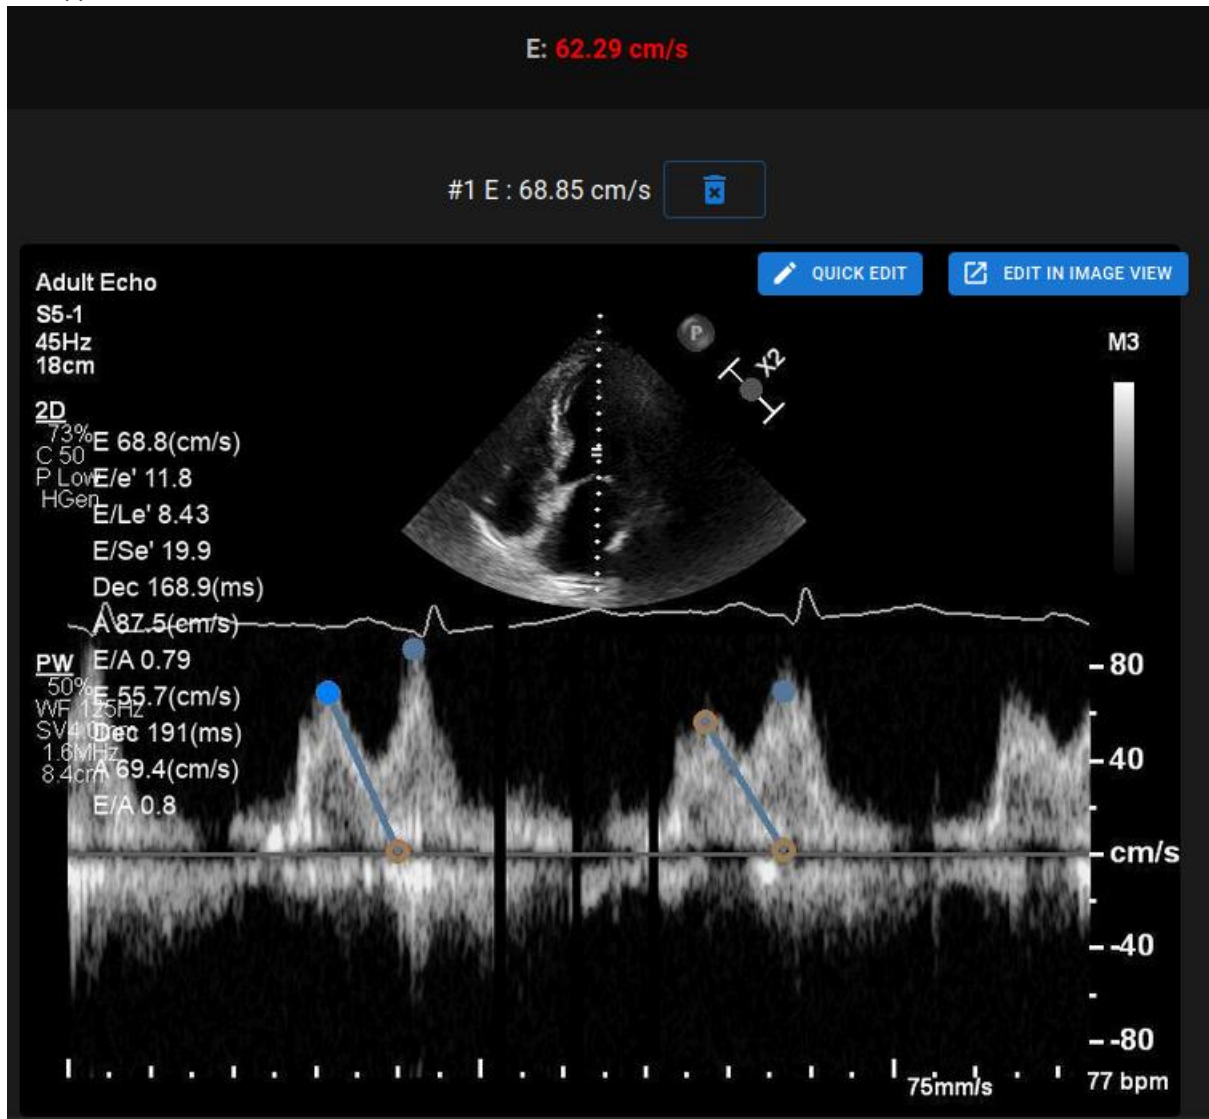 E: 62.29 cm/s
#1 E : 68.85 cm/s
QUICK EDIT
EDIT IN IMAGE VIEW
Adult Echo
S5-1
45Hz
18cm
P
X2
M3
2D
73%
C 50
P Low
HGen
E 68.8(cm/s)
E/e' 11.8
E/Le' 8.43
E/Se' 19.9
Dec 168.9(ms)
A 87.5(cm/s)
E/A 0.79
E 55.7(cm/s)
Dec 191(ms)
A 69.4(cm/s)
E/A 0.8
PW
50%
WF 125Hz
1.6MHz
8.4cm
80
40
cm/s
-40
-80
75mm/s
77 bpm